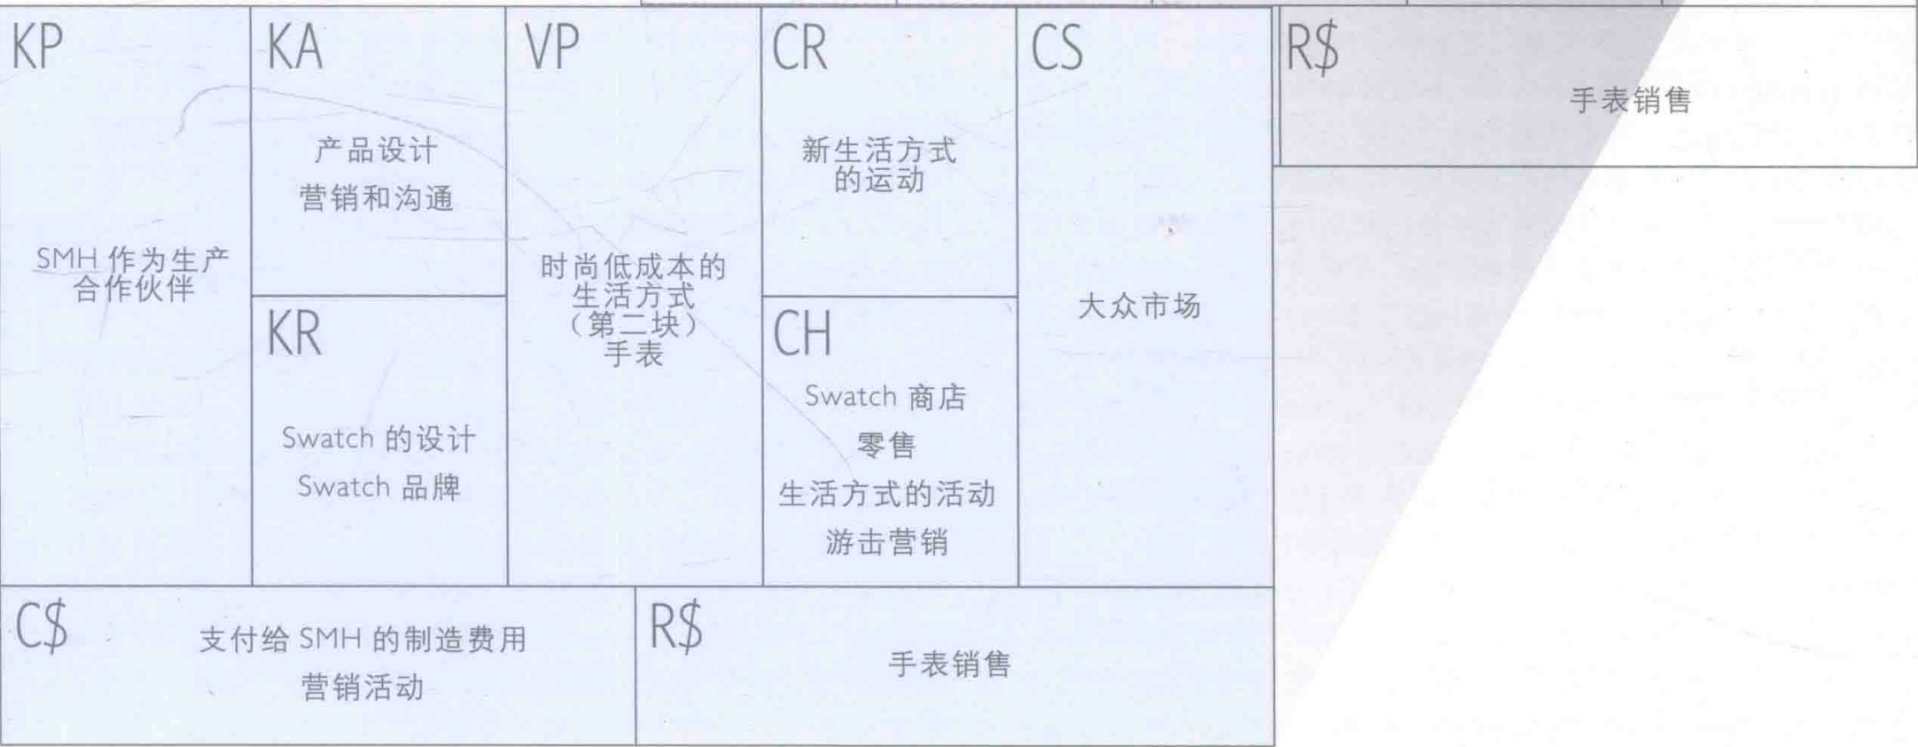 KP
SMH 作为生产
合作伙伴
KA
产品设计
营销和沟通
KR
Swatch 的设计
Swatch 品牌
VP
时尚低成本的
生活方式
（第二块）
手表
CR
新生活方式
的运动
CH
Swatch 商店
零售
生活方式的活动
游击营销
CS
大众市场
C$
支付给 SMH 的制造费用
营销活动
R$
手表销售
R$
手表销售